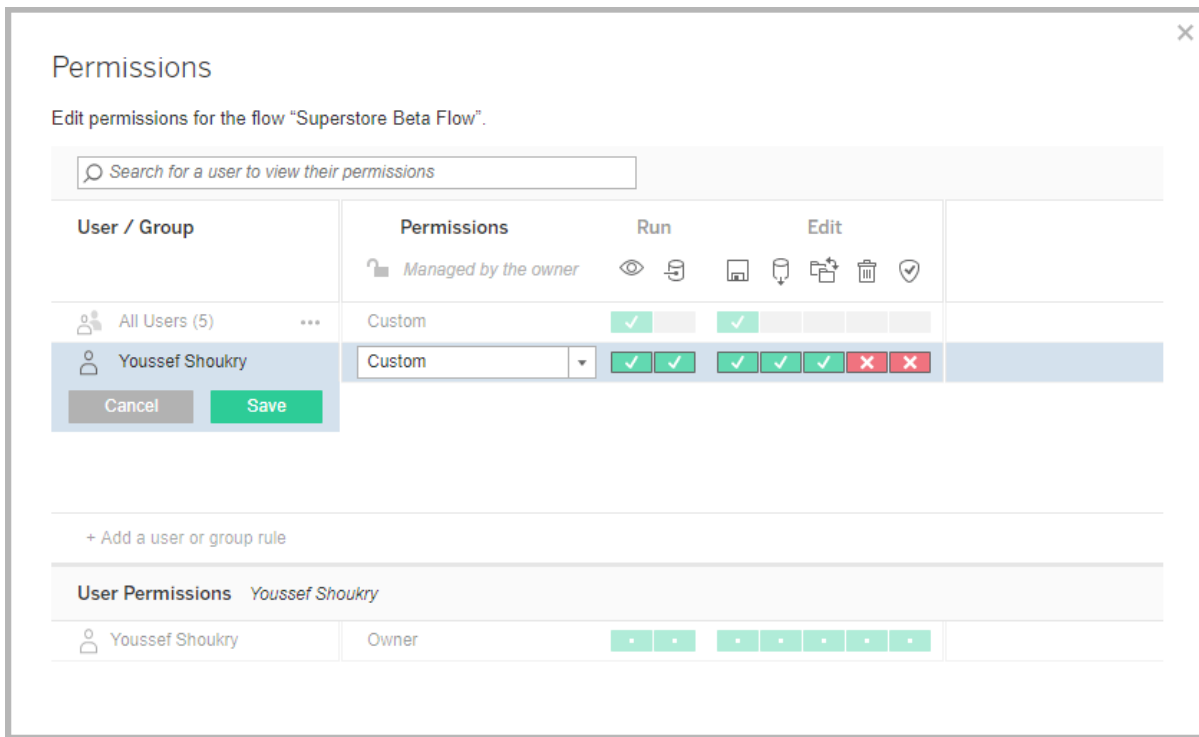 Permissions
Edit permissions for the flow “Superstore Beta Flow”.
Search for a user to view their permissions
User / Group Permissions Run Edit
Managed by the owner
All Users (5) ••• Custom
Youssef Shoukry Custom
Cancel Save
+ Add a user or group rule
User Permissions Youssef Shoukry
Youssef Shoukry Owner